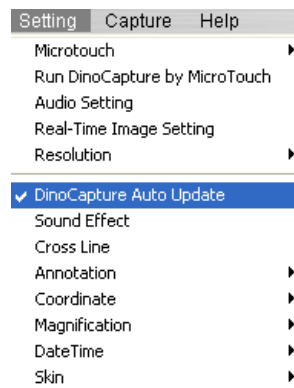 Setting Capture Help
Microtouch
Run DinoCapture by MicroTouch
Audio Setting
Real-Time Image Setting
Resolution
DinoCapture Auto Update
Sound Effect
Cross Line
Annotation
Coordinate
Magnification
DateTime
Skin